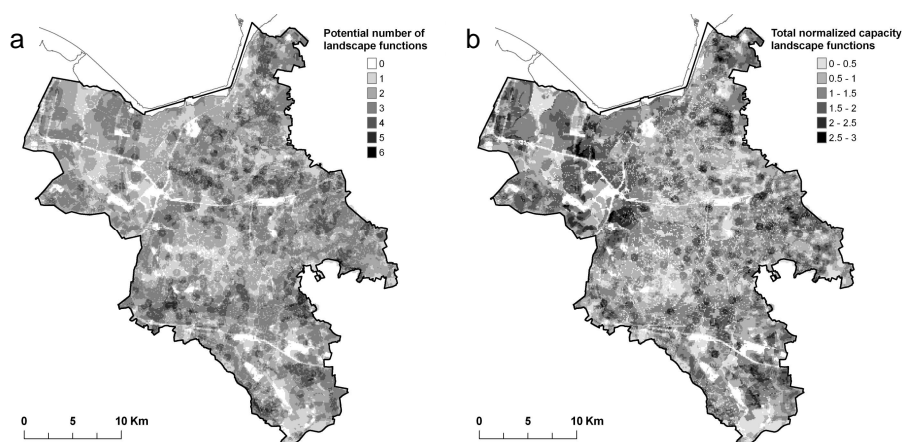 a
Potential number of
landscape functions
0
1
2
3
4
5
6
0 5 10 Km
b
Total normalized capacity
landscape functions
0 - 0.5
0.5 - 1
1 - 1.5
1.5 - 2
2 - 2.5
2.5 - 3
0 5 10 Km